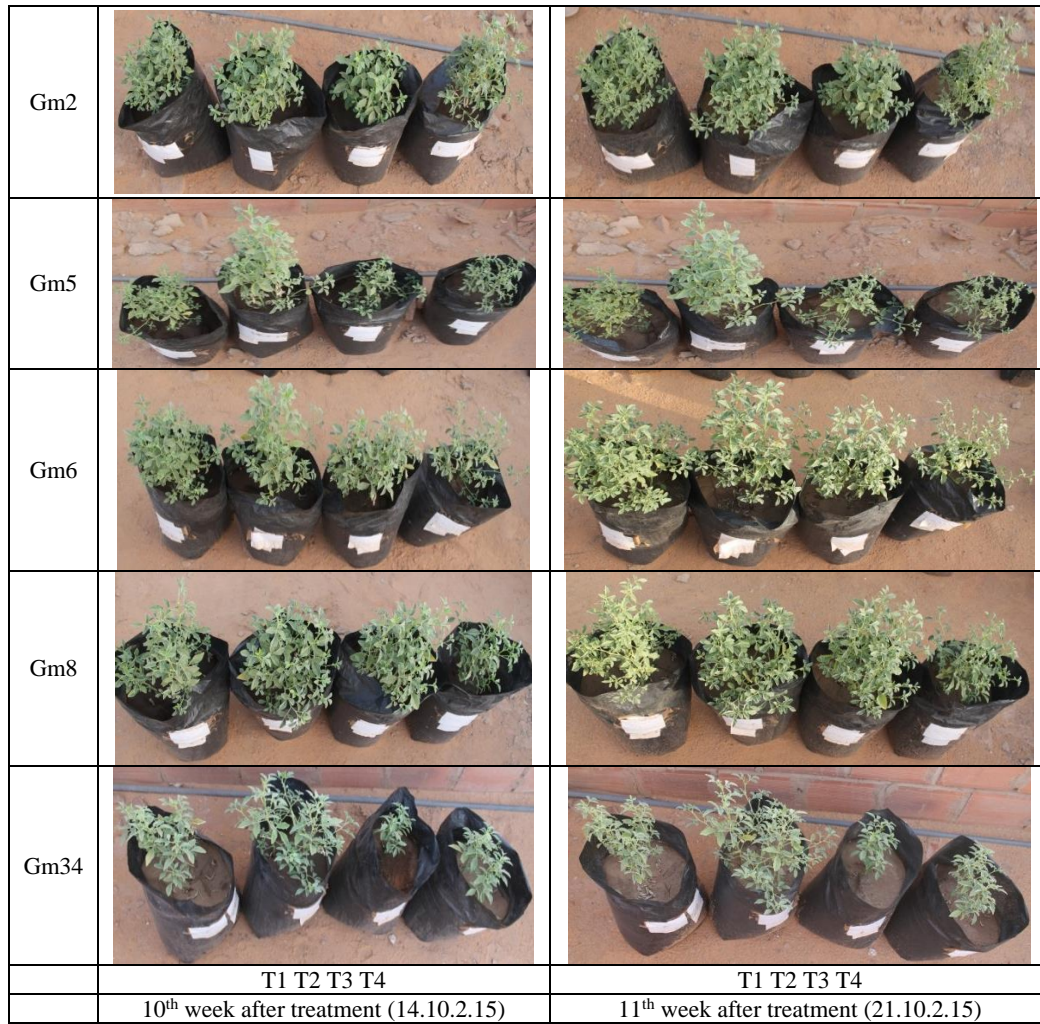 Gm2
Gm5
Gm6
Gm8
Gm34
T1 T2 T3 T4
T1 T2 T3 T4
10th week after treatment (14.10.2.15)
11th week after treatment (21.10.2.15)